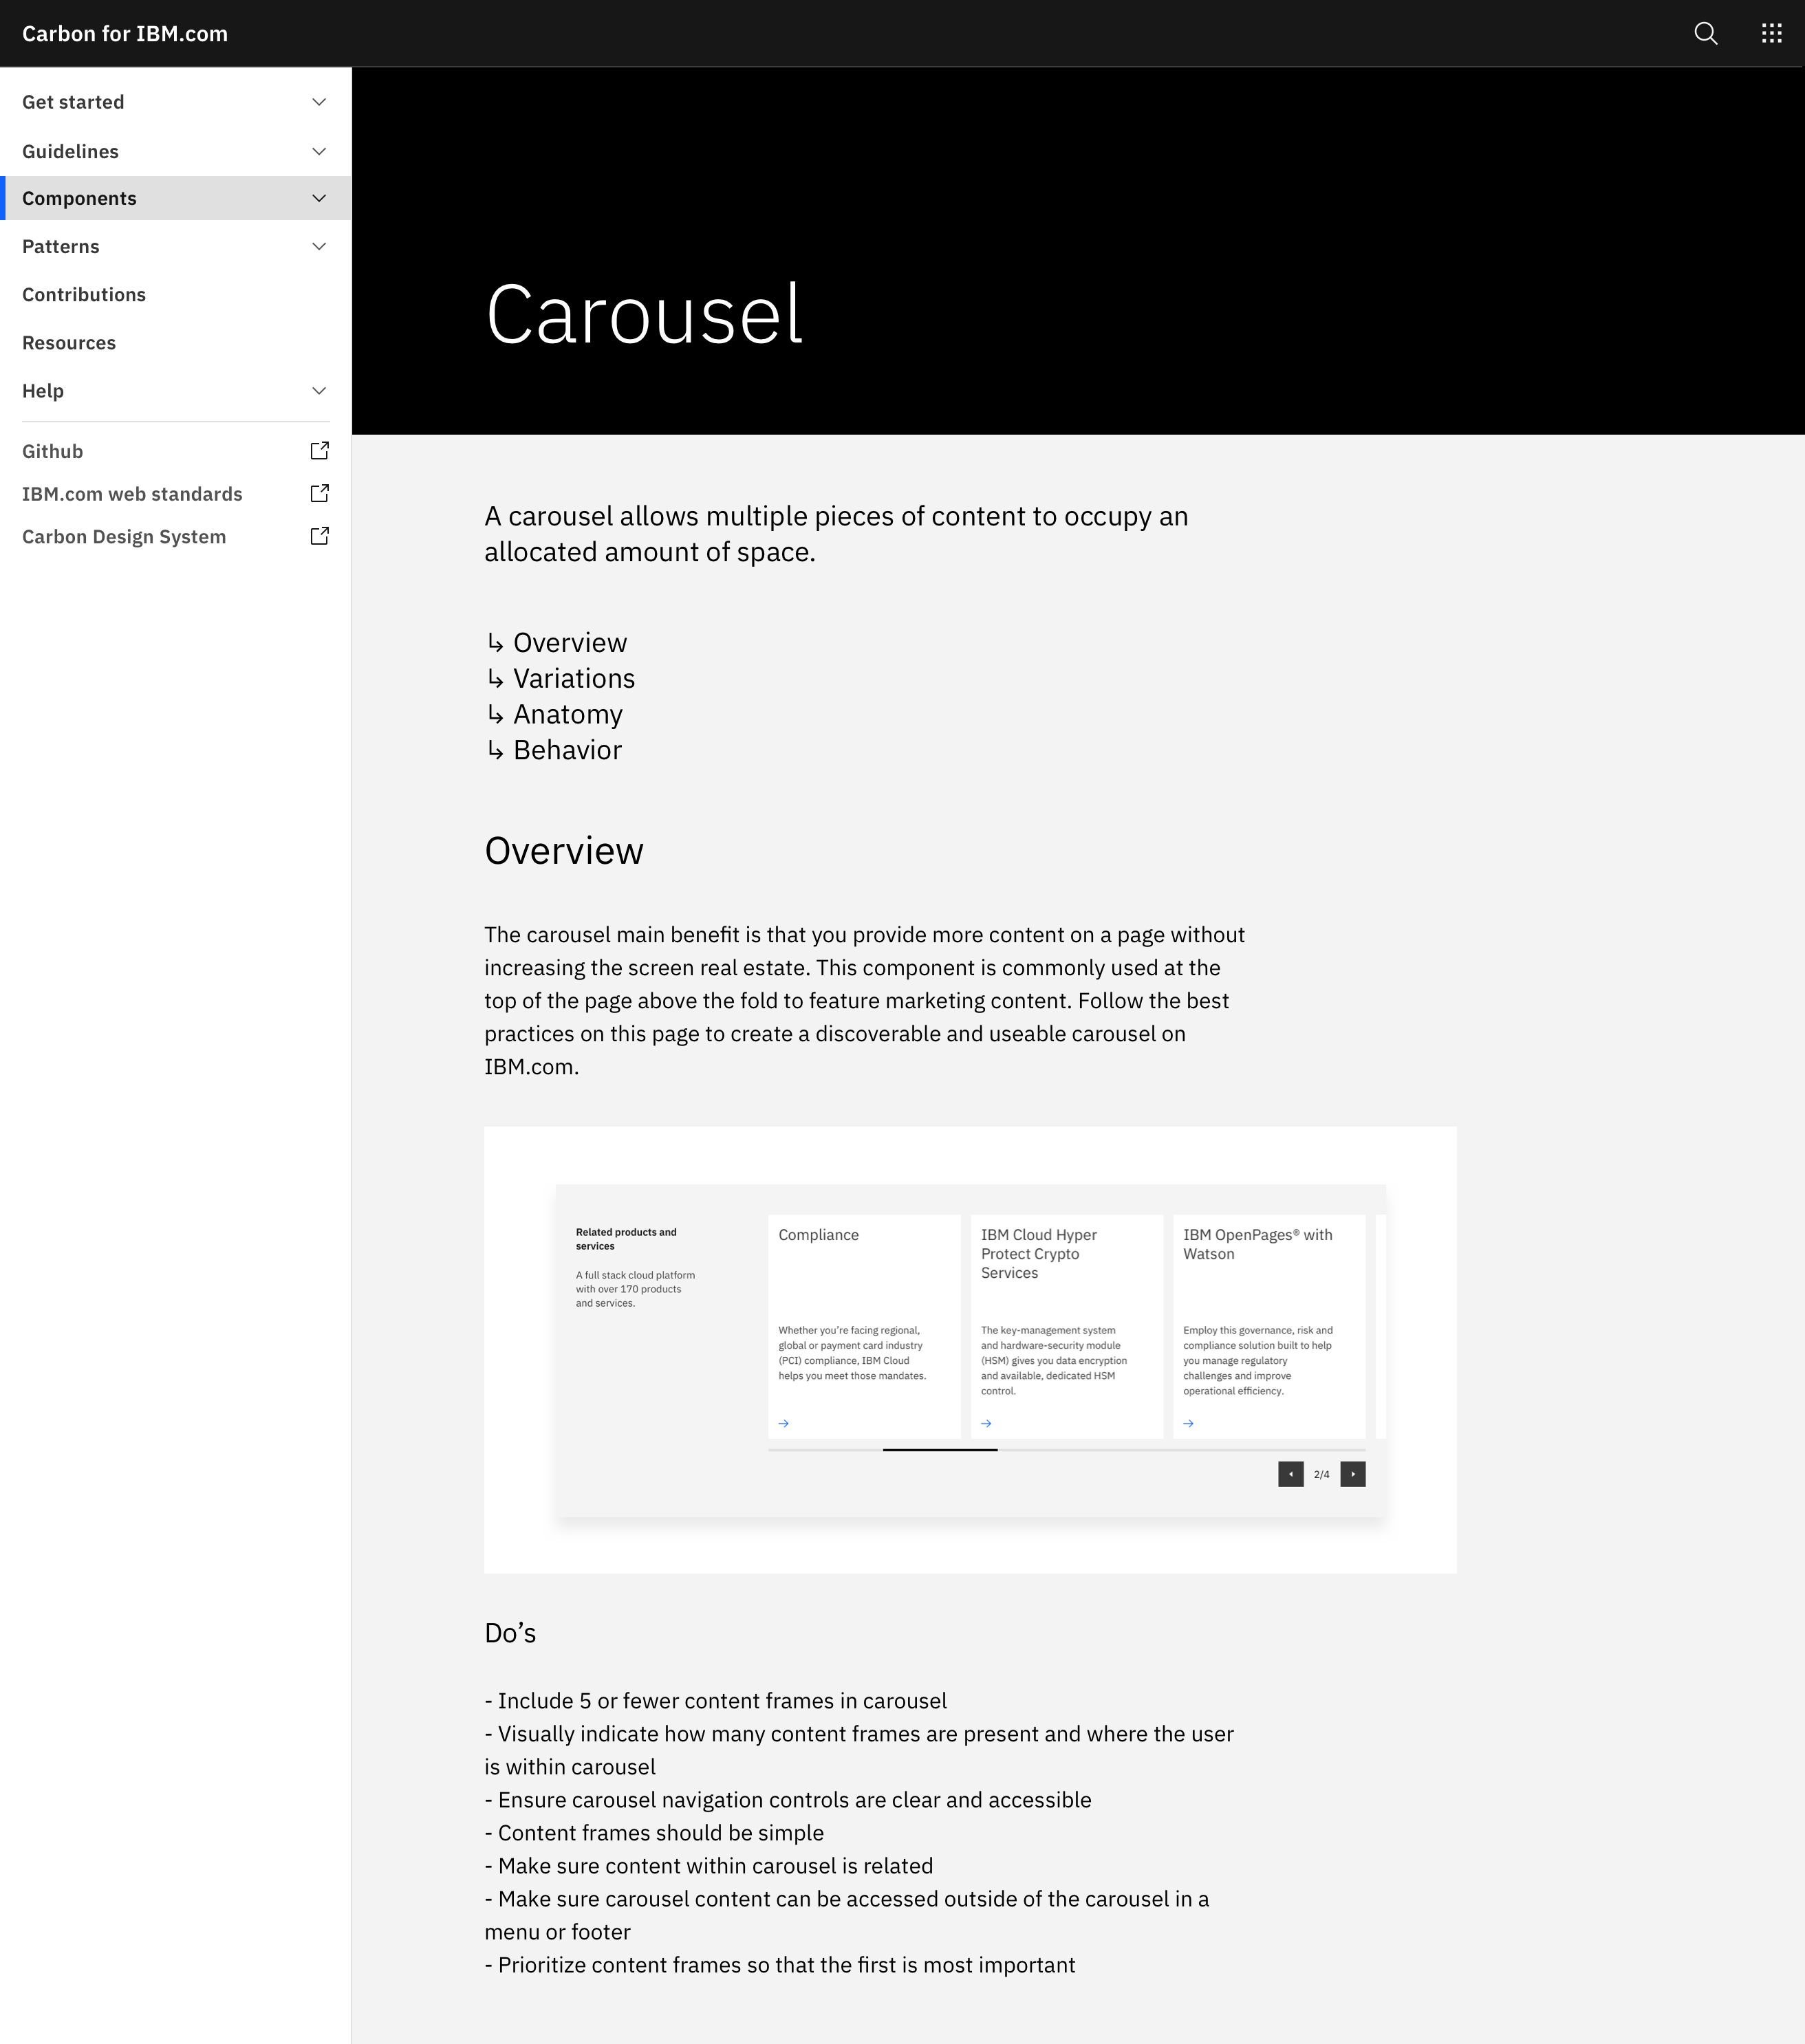 Carbon for IBM.com
Get started
Guidelines
Components
Patterns
Contributions
Resources
Help
Github
IBM.com web standards
Carbon Design System
Carousel
A carousel allows multiple pieces of content to occupy an
allocated amount of space.
↳ Overview
↳ Variations
↳ Anatomy
↳ Behavior
Overview
The carousel main benefit is that you provide more content on a page without
increasing the screen real estate. This component is commonly used at the
top of the page above the fold to feature marketing content. Follow the best
practices on this page to create a discoverable and useable carousel on
IBM.com.
Related products and
services
A full stack cloud platform
with over 170 products
and services.
Compliance
Whether you’re facing regional,
global or payment card industry
(PCI) compliance, IBM Cloud
helps you meet those mandates.
→
IBM Cloud Hyper
Protect Crypto
Services
The key-management system
and hardware-security module
(HSM) gives you data encryption
and available, dedicated HSM
control.
→
IBM OpenPages® with
Watson
Employ this governance, risk and
compliance solution built to help
you manage regulatory
challenges and improve
operational efficiency.
→
2/4
Do’s
- Include 5 or fewer content frames in carousel
- Visually indicate how many content frames are present and where the user
is within carousel
- Ensure carousel navigation controls are clear and accessible
- Content frames should be simple
- Make sure content within carousel is related
- Make sure carousel content can be accessed outside of the carousel in a
menu or footer
- Prioritize content frames so that the first is most important